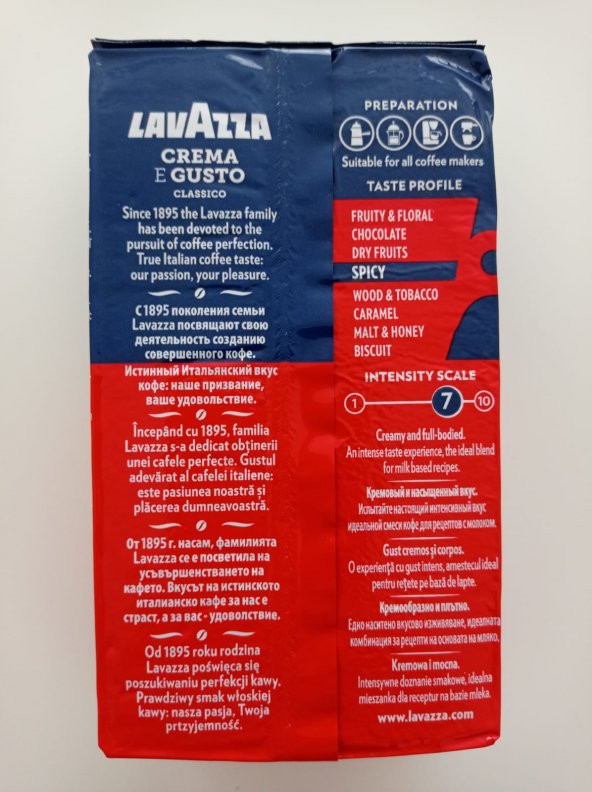 LAVAZZA
CREMA
E GUSTO
CLASSICO
Since 1895 the Lavazza family
has been devoted to the
pursuit of coffee perfection.
True Italian coffee taste:
our passion, your pleasure.
С 1895 поколения семьи
Lavazza посвящают свою
деятельность созданию
совершенного кофе.
Истинный Итальянский вкус
кофе: наше призвание,
ваше удовольствие.
Începând cu 1895, familia
Lavazza s-a dedicat obținerii
unei cafele perfecte. Gustul
adevărat al cafelei italiene:
este pasiunea noastră și
plăcerea dumneavoastră.
От 1895 г. насам, фамилията
Lavazza се е посветила на
усъвършенстването на
кафето. Вкусът на истинското
италианско кафе за нас е
страст, а за вас - удоволствие.
Od 1895 roku rodzina
Lavazza poświęca się
poszukiwaniu perfekcji kawy.
Prawdziwy smak włoskiej
kawy: nasza pasja, Twoja
prtzyjemność.
PREPARATION
Suitable for all coffee makers
TASTE PROFILE
FRUITY & FLORAL
CHOCOLATE
DRY FRUITS
SPICY
WOOD & TOBACCO
CARAMEL
MALT & HONEY
BISCUIT
INTENSITY SCALE
1 7 10
Creamy and full-bodied.
An intense taste experience, the ideal blend
for milk based recipes.
Кремовый и насыщенный вкус.
Испытайте настоящий интенсивный вкус
идеальной смеси кофе для рецептов с молоком.
Gust cremos și corpos.
O experiență cu gust intens, amestecul ideal
pentru rețete pe bază de lapte.
Кремообразно и плътно.
Едно наситено вкусово изживяване, идеалната
комбинация за рецепти на основата на мляко.
Kremowa i mocna.
Intensywne doznanie smakowe, idealna
mieszanka dla receptur na bazie mleka.
www.lavazza.com